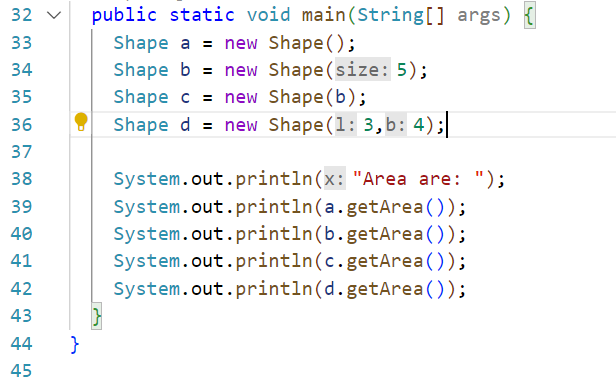 32 public static void main(String[] args) {
33 Shape a = new Shape();
34 Shape b = new Shape(size: 5);
35 Shape c = new Shape(b);
36 Shape d = new Shape(l: 3,b: 4);
37
38 System.out.println(x: "Area are: ");
39 System.out.println(a.getArea());
40 System.out.println(b.getArea());
41 System.out.println(c.getArea());
42 System.out.println(d.getArea());
43 }
44 }
45